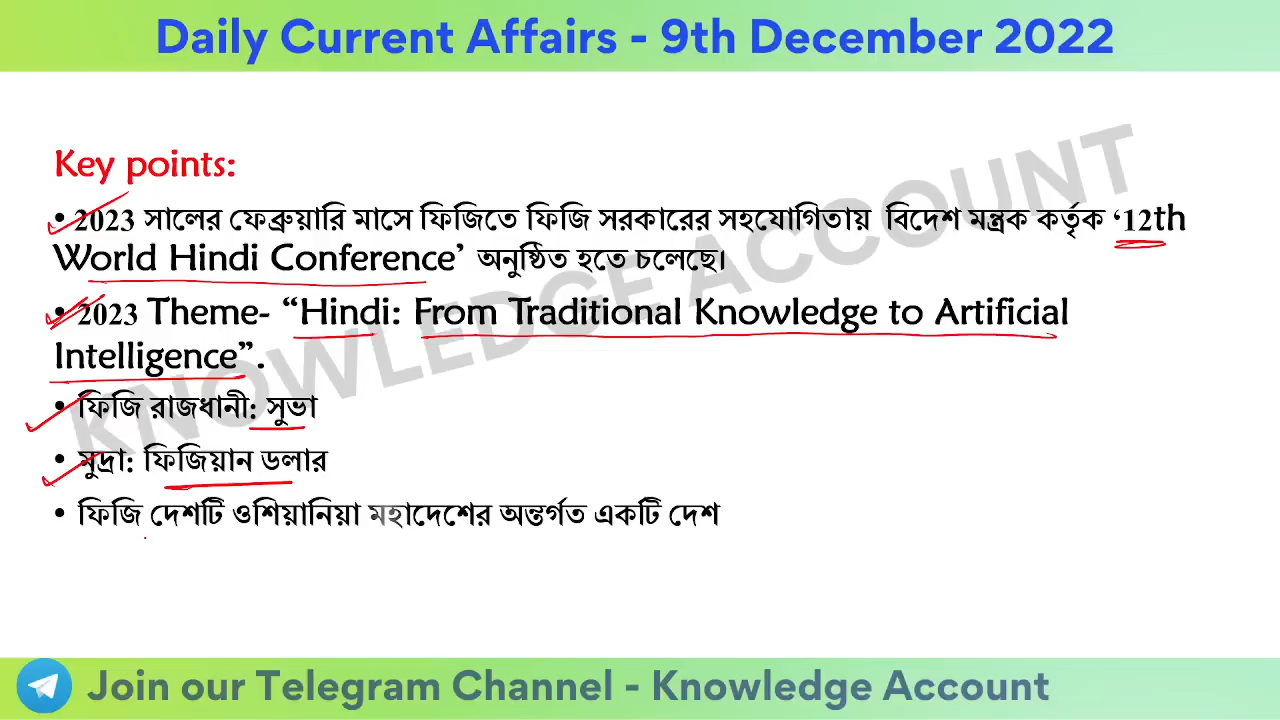 Daily Current Affairs - 9th December 2022
Key points:
• 2023 সালের ফেব্রুয়ারি মাসে ফিজিতে ফিজি সরকারের সহযোগিতায় বিদেশ মন্ত্রক কর্তৃক ‘12th
World Hindi Conference’ অনুষ্ঠিত হতে চলেছে।
• 2023 Theme- “Hindi: From Traditional Knowledge to Artificial
Intelligence”.
• ফিজি রাজধানী: সুভা
• মুদ্রা: ফিজিয়ান ডলার
• ফিজি দেশটি ওশিয়ানিয়া মহাদেশের অন্তর্গত একটি দেশ
KNOWLEDGE ACCOUNT
Join our Telegram Channel - Knowledge Account